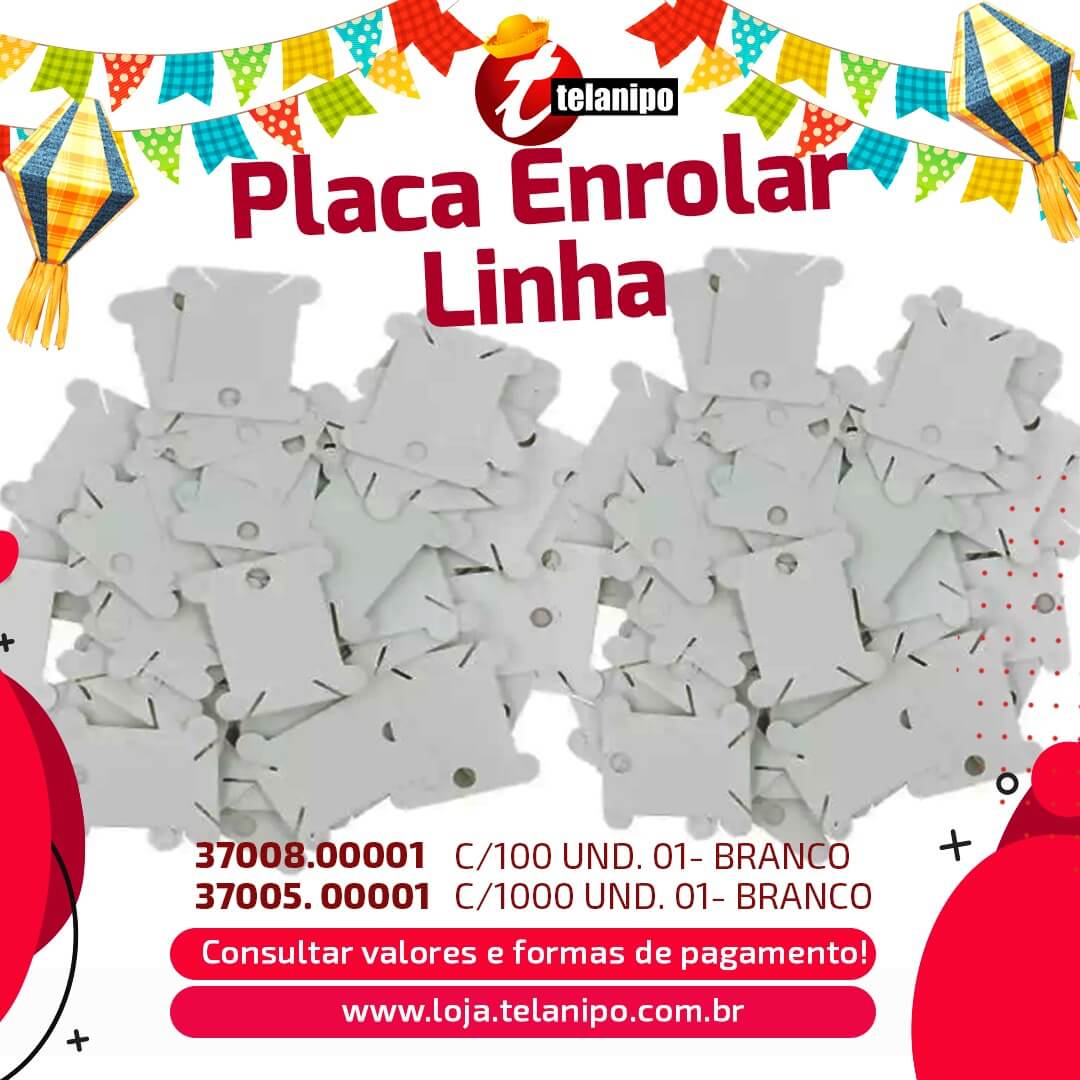 t telanipo
Placa Enrolar
Linha
37008.00001 C/100 UND. 01- BRANCO
37005. 00001 C/1000 UND. 01- BRANCO
Consultar valores e formas de pagamento!
www.loja.telanipo.com.br